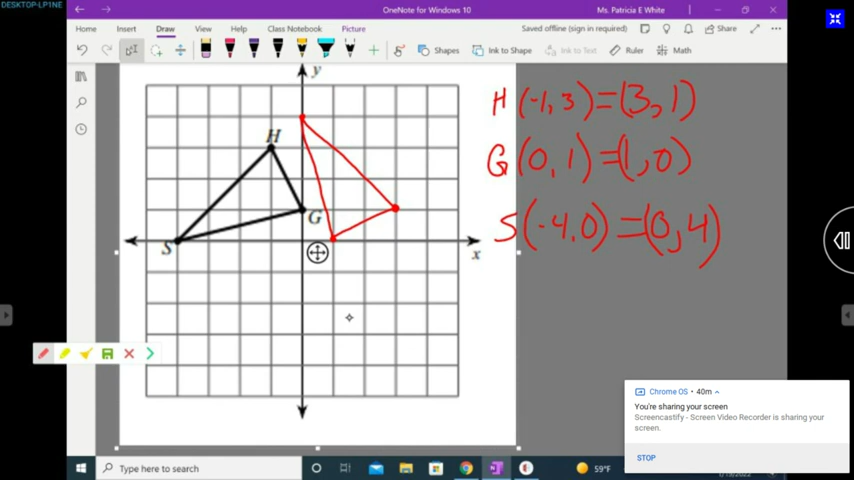 DESKTOP-LP1NE
OneNote for Windows 10
Ms. Patricia E White
Home Insert Draw View Help Class Notebook Picture
Saved offline (sign in required) Share
Shapes Ink to Shape Ink to Text Ruler Math
y
H (-1, 3) = (3, 1)
H
G (0, 1) = (1, 0)
G
S (-4, 0) = (0, 4)
S
x
Chrome OS • 40m
You're sharing your screen
Screencastify - Screen Video Recorder is sharing your
screen.
STOP
Type here to search
59°F